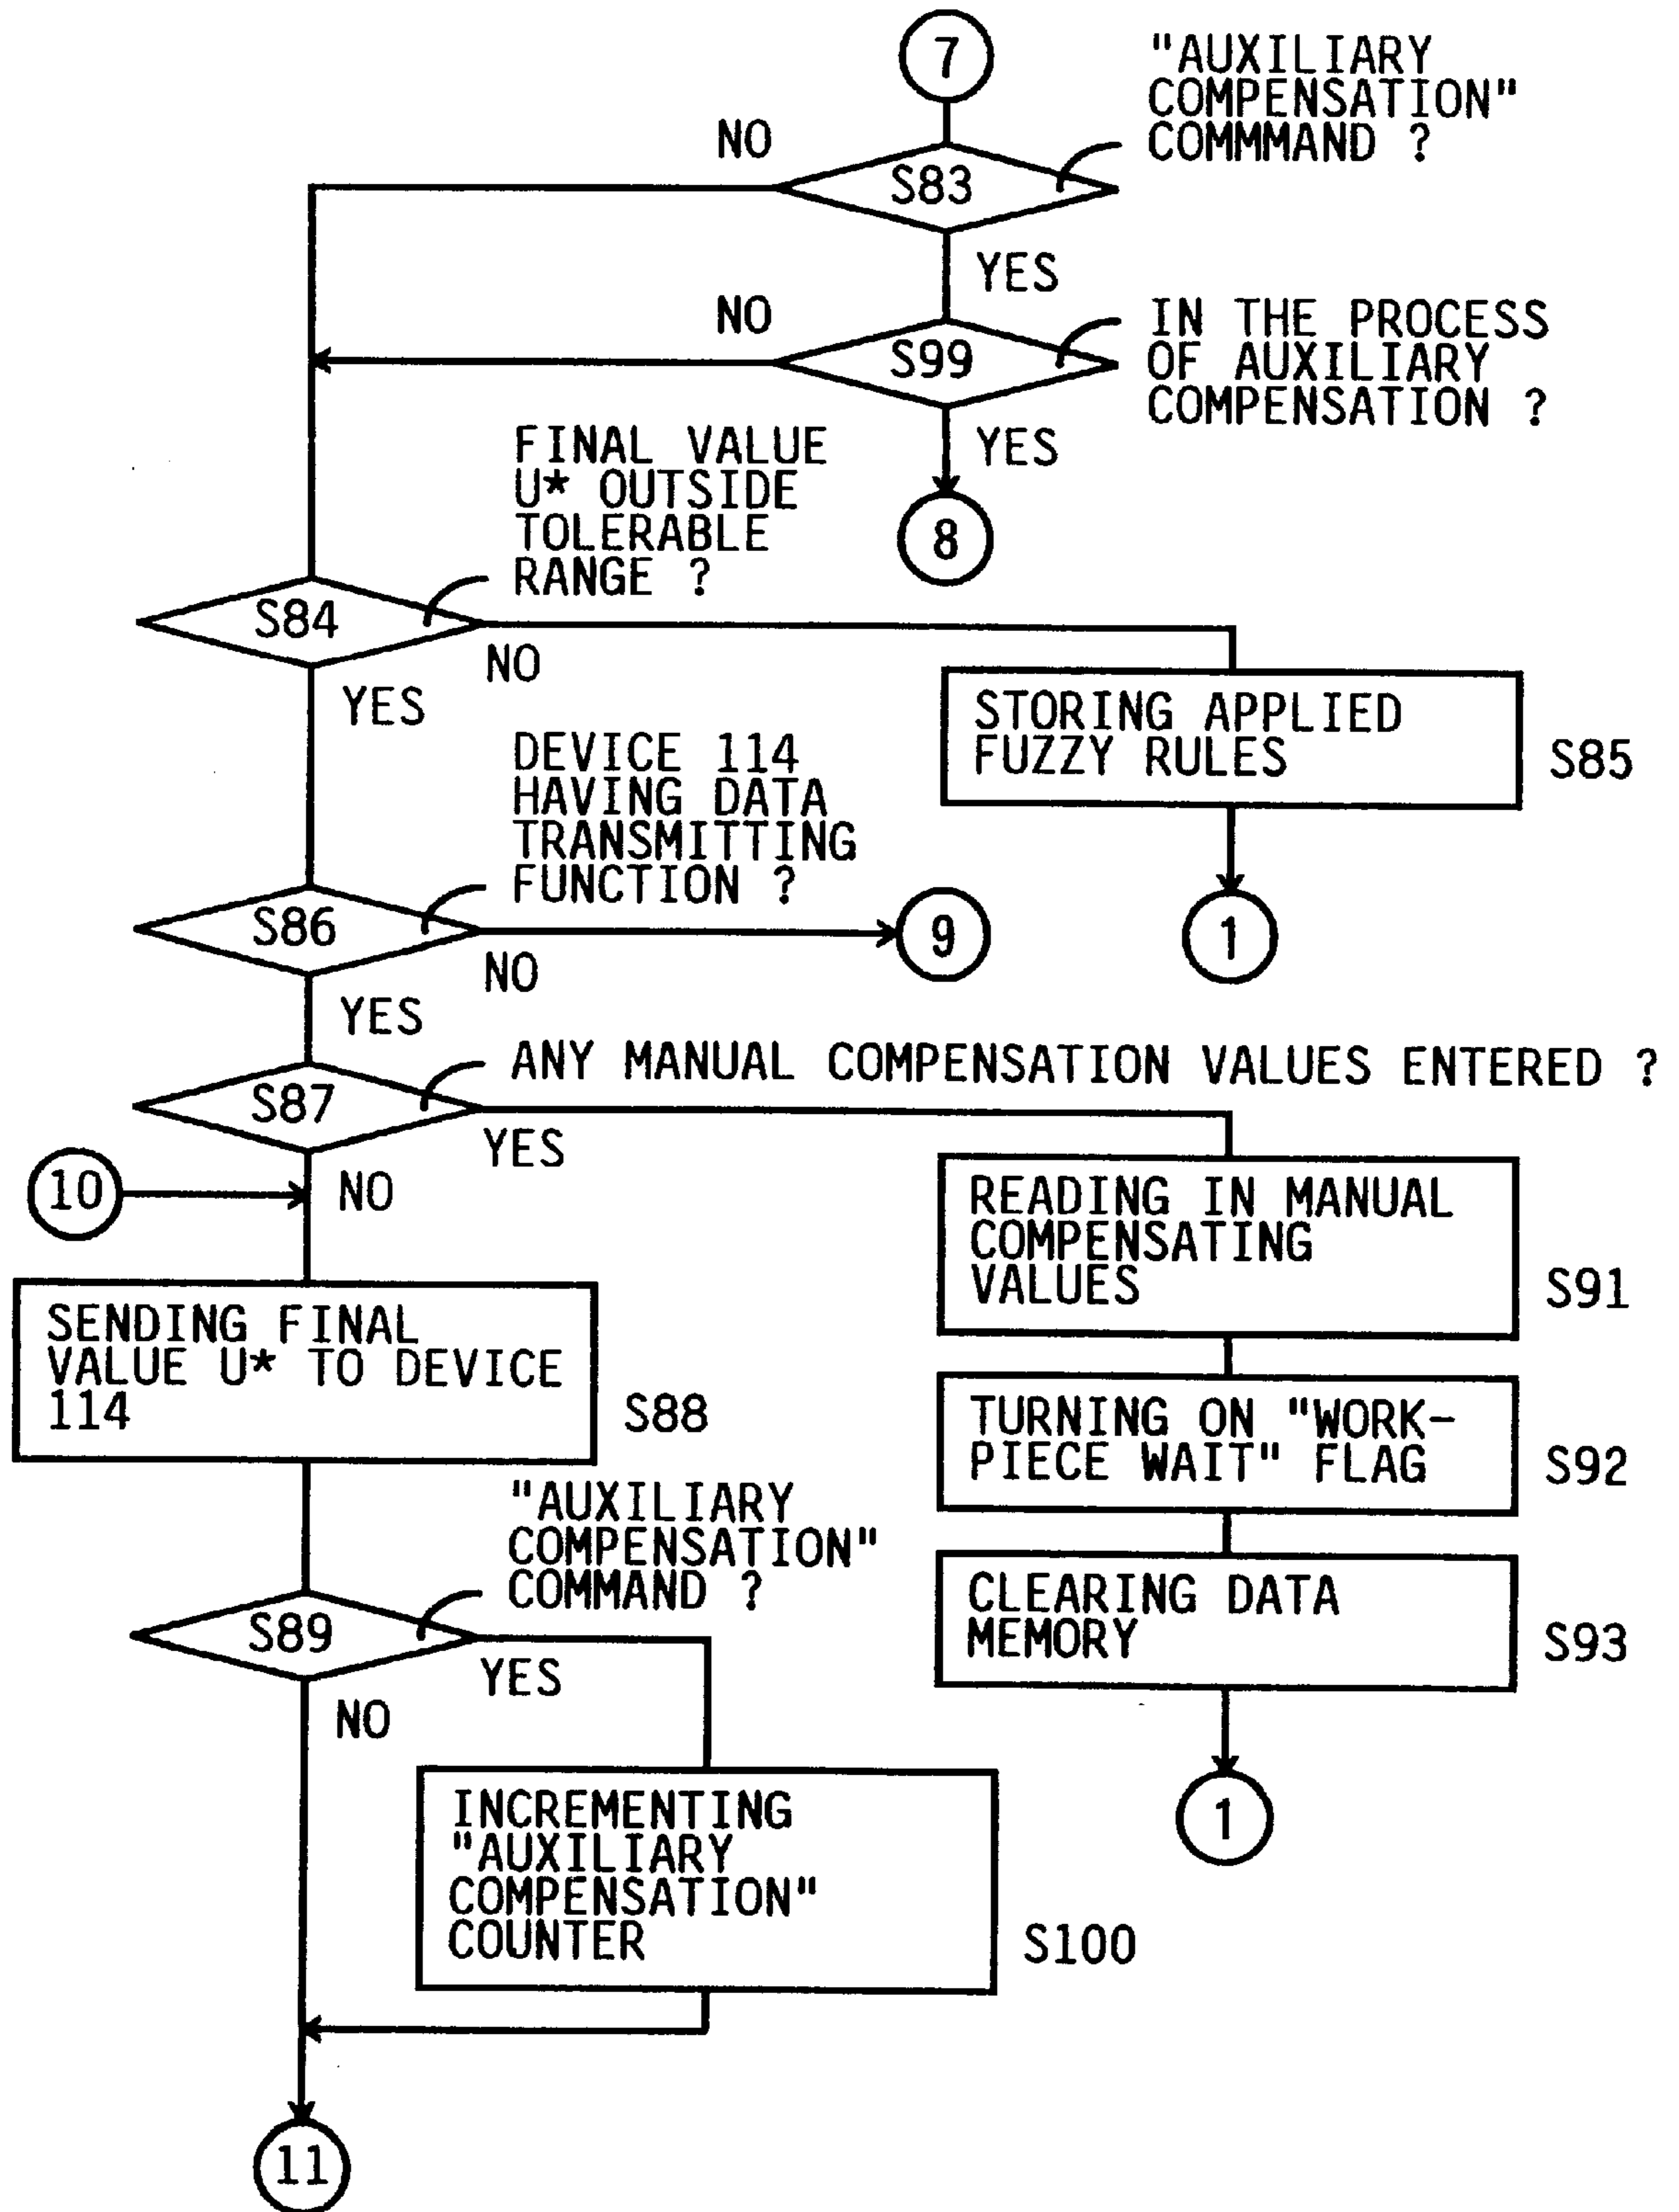 7
"AUXILIARY
COMPENSATION"
COMMMAND ?
NO
S83
YES
NO
S99
IN THE PROCESS
OF AUXILIARY
COMPENSATION ?
YES
8
FINAL VALUE
U* OUTSIDE
TOLERABLE
RANGE ?
S84
NO
YES
STORING APPLIED
FUZZY RULES
S85
1
DEVICE 114
HAVING DATA
TRANSMITTING
FUNCTION ?
S86
NO
9
YES
ANY MANUAL COMPENSATION VALUES ENTERED ?
S87
YES
10
NO
READING IN MANUAL
COMPENSATING
VALUES
S91
SENDING FINAL
VALUE U* TO DEVICE
114
S88
TURNING ON "WORK-
PIECE WAIT" FLAG
S92
"AUXILIARY
COMPENSATION"
COMMAND ?
S89
YES
NO
CLEARING DATA
MEMORY
S93
1
INCREMENTING
"AUXILIARY
COMPENSATION"
COUNTER
S100
11